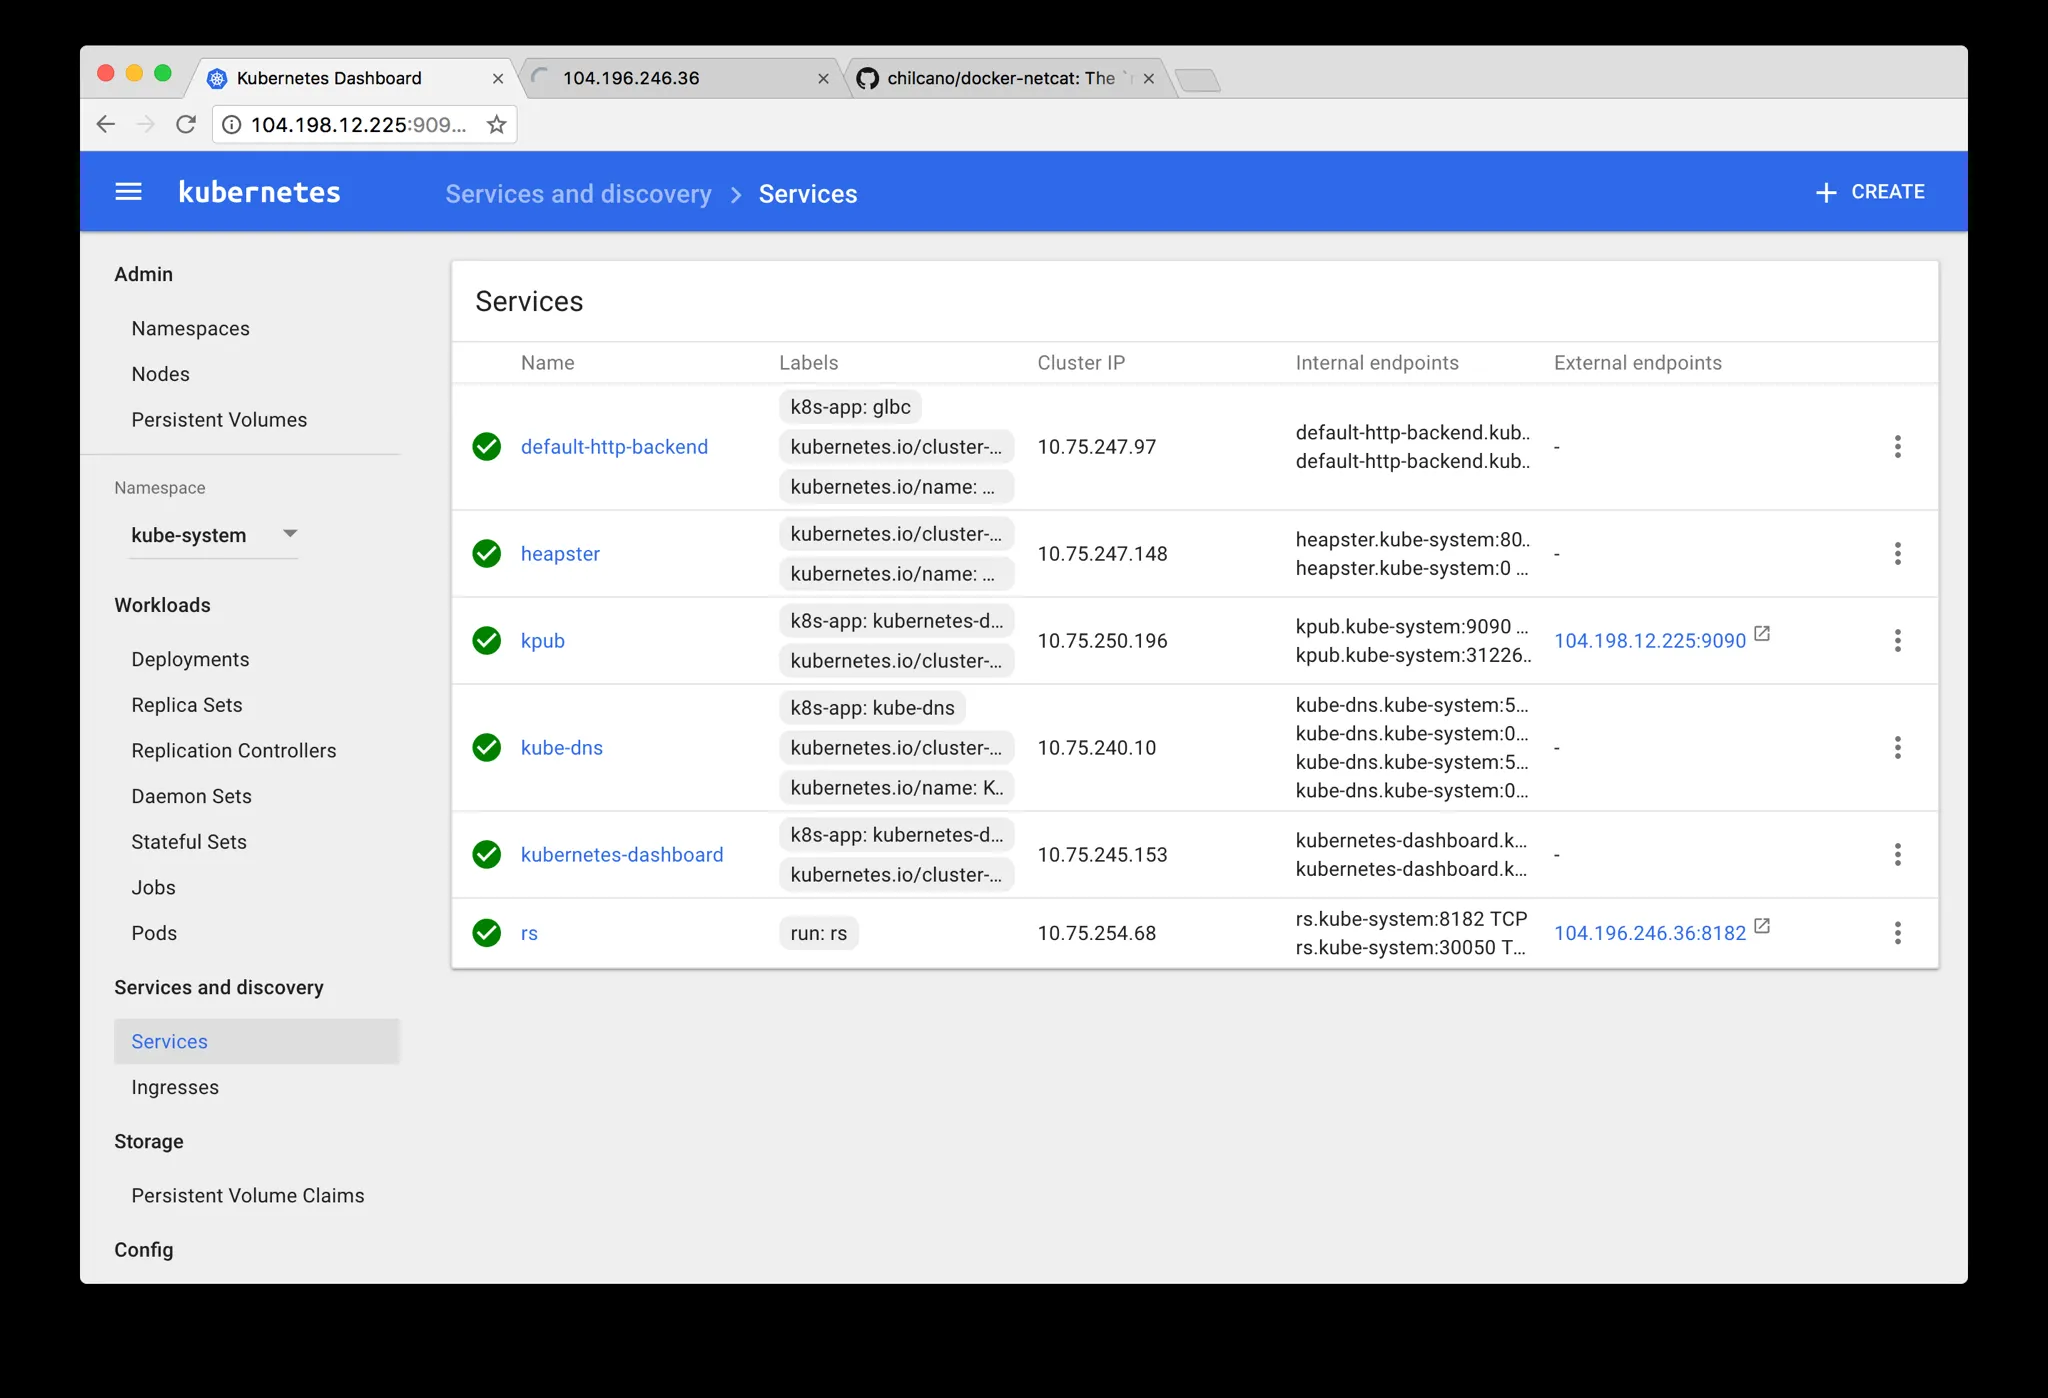 Kubernetes Dashboard
104.196.246.36
chilcano/docker-netcat: The `
104.198.12.225:909...
kubernetes
Services and discovery > Services
+ CREATE
Admin
Namespaces
Nodes
Persistent Volumes
Namespace
kube-system
Workloads
Deployments
Replica Sets
Replication Controllers
Daemon Sets
Stateful Sets
Jobs
Pods
Services and discovery
Services
Ingresses
Storage
Persistent Volume Claims
Config
Services
Name Labels Cluster IP Internal endpoints External endpoints
default-http-backend
k8s-app: glbc
kubernetes.io/cluster-...
kubernetes.io/name: ...
10.75.247.97
default-http-backend.kub..
default-http-backend.kub..
-
heapster
kubernetes.io/cluster-...
kubernetes.io/name: ...
10.75.247.148
heapster.kube-system:80..
heapster.kube-system:0 ...
-
kpub
k8s-app: kubernetes-d...
kubernetes.io/cluster-...
10.75.250.196
kpub.kube-system:9090 ...
kpub.kube-system:31226..
104.198.12.225:9090
kube-dns
k8s-app: kube-dns
kubernetes.io/cluster-...
kubernetes.io/name: K..
10.75.240.10
kube-dns.kube-system:5...
kube-dns.kube-system:0...
kube-dns.kube-system:5...
kube-dns.kube-system:0...
-
kubernetes-dashboard
k8s-app: kubernetes-d...
kubernetes.io/cluster-...
10.75.245.153
kubernetes-dashboard.k...
kubernetes-dashboard.k...
-
rs
run: rs
10.75.254.68
rs.kube-system:8182 TCP
rs.kube-system:30050 T...
104.196.246.36:8182